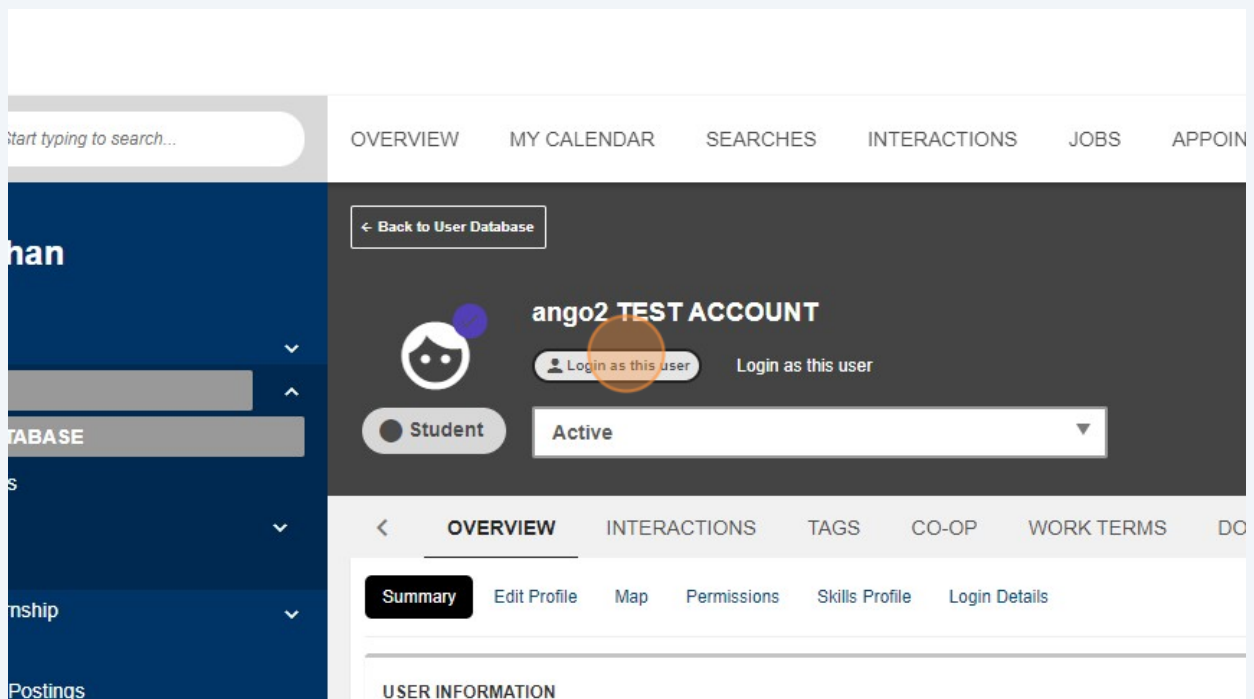 Start typing to search...
OVERVIEW MY CALENDAR SEARCHES INTERACTIONS JOBS APPOIN
← Back to User Database
han
ango2 TEST ACCOUNT
Login as this user Login as this user
Student Active
TABASE
s
OVERVIEW INTERACTIONS TAGS CO-OP WORK TERMS DO
Summary Edit Profile Map Permissions Skills Profile Login Details
rnship
Postings
USER INFORMATION